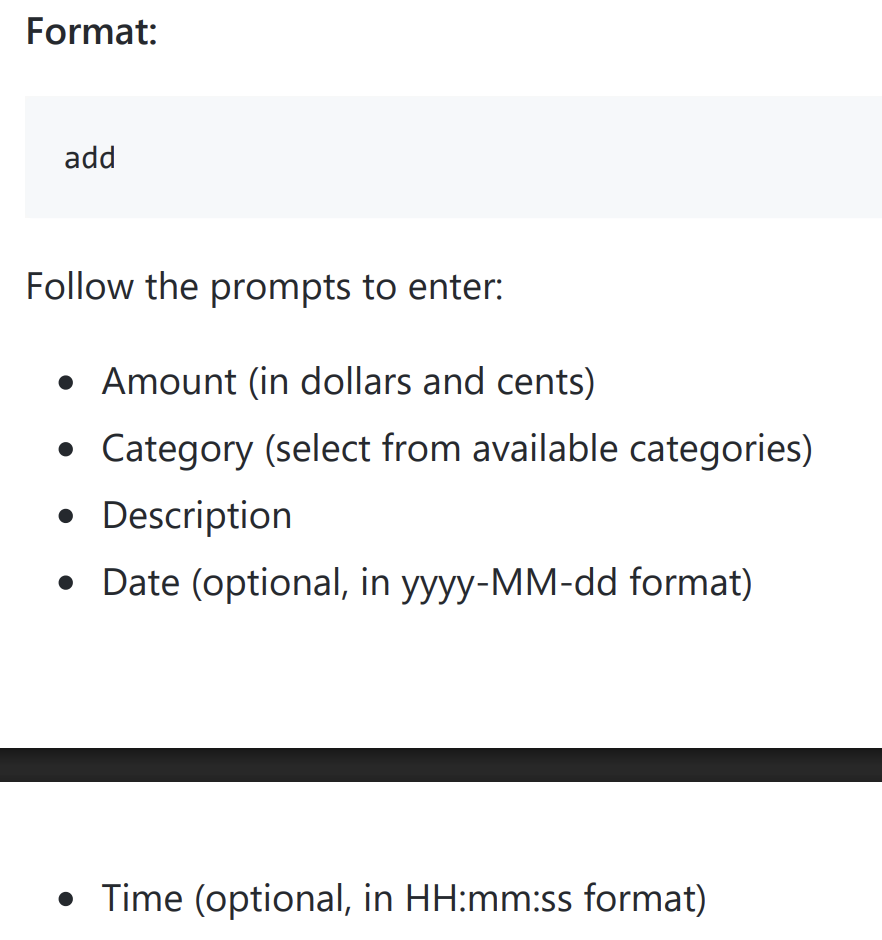 Format:
add
Follow the prompts to enter:
• Amount (in dollars and cents)
• Category (select from available categories)
• Description
• Date (optional, in yyyy-MM-dd format)
• Time (optional, in HH:mm:ss format)